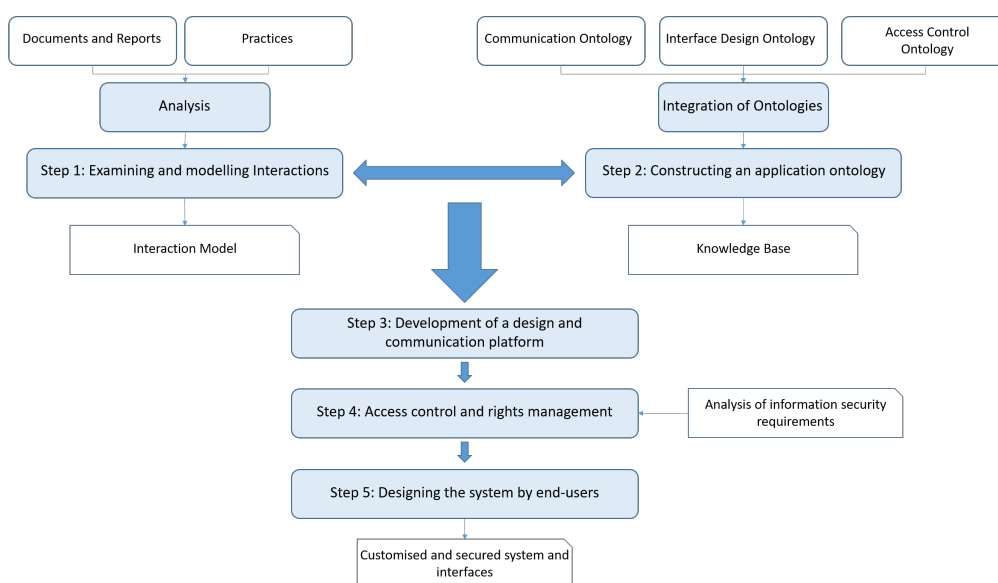 Documents and Reports
Practices
Communication Ontology
Interface Design Ontology
Access Control
Ontology
Analysis
Integration of Ontologies
Step 1: Examining and modelling Interactions
Step 2: Constructing an application ontology
Interaction Model
Knowledge Base
Step 3: Development of a design and
communication platform
Step 4: Access control and rights management
Analysis of information security
requirements
Step 5: Designing the system by end-users
Customised and secured system and
interfaces